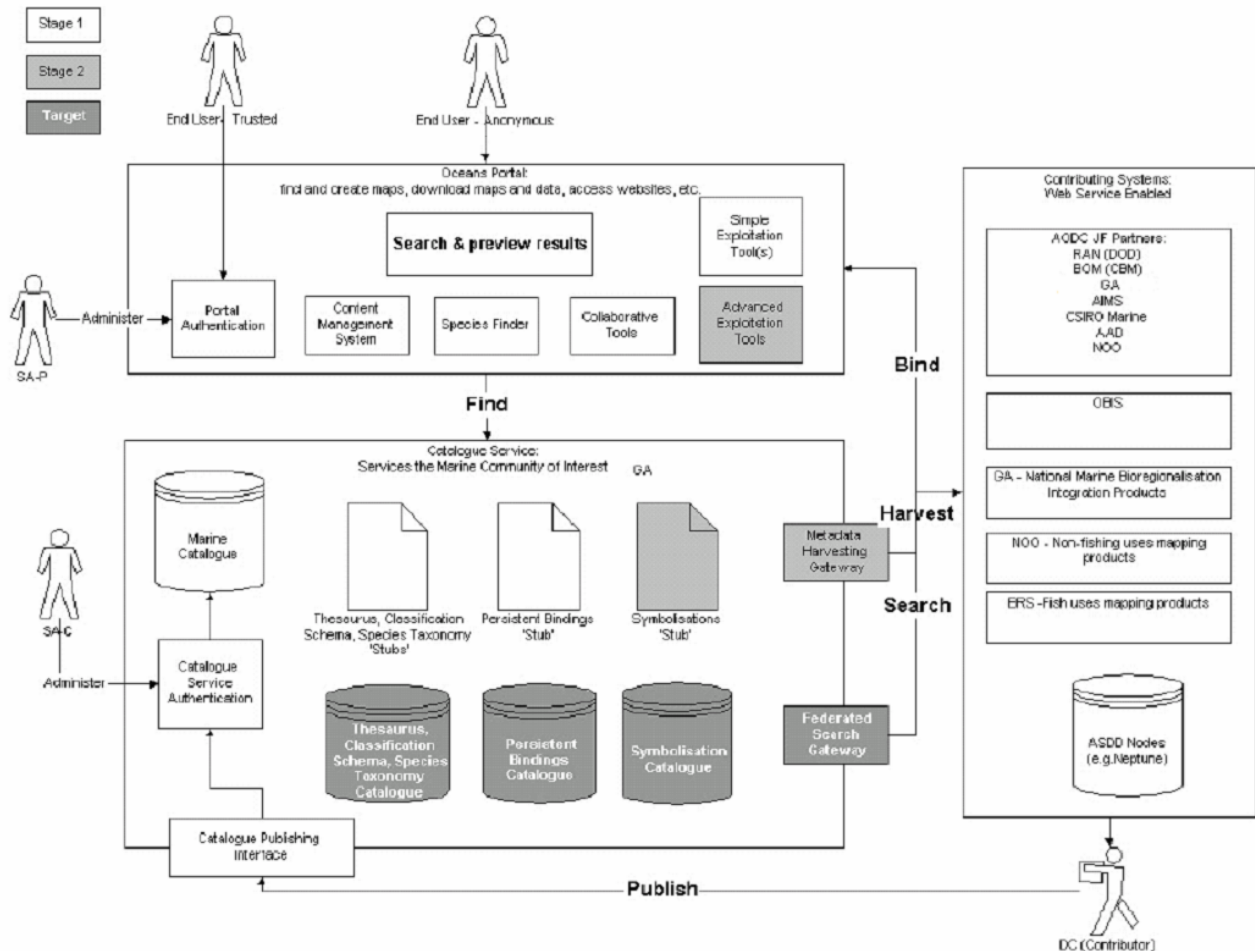 Stage 1
Stage 2
Target
End User- Trusted
End User - Anonymous
Oceans Portal:
find and create maps, download maps and data, access websites, etc.
Search & preview results
Simple
Exploitation
Tool(s)
Portal
Authentication
Content
Management
System
Species Finder
Collaborative
Tools
Advanced
Exploitation
Tools
Administer
SA-P
Find
Bind
Harvest
Search
Catalogue Service:
Services the Marine Community of Interest
GA
Marine
Catalogue
Thesaurus, Classification
Schema, Species Taxonomy
'Stubs'
Persistent Bindings
'Stub'
Symbolisations
'Stub'
Metadata
Harvesting
Gateway
SA-C
Administer
Catalogue
Service
Authentication
Thesaurus,
Classification
Schema, Species
Taxonomy
Catalogue
Persistent
Bindings
Catalogue
Symbolisation
Catalogue
Federated
Search
Gateway
Catalogue Publishing
Interface
Publish
Contributing Systems:
Web Service Enabled
AODC JF Partners:
RAN (DOD)
BOM (CBM)
GA
AIMS
CSIRO Marine
AAD
NOO
OBIS
GA - National Marine Bioregionalisation
Integration Products
NOO - Non-fishing uses mapping
products
BRS -Fish uses mapping products
ASDD Nodes
(e.g.Neptune)
DC (Contributor)